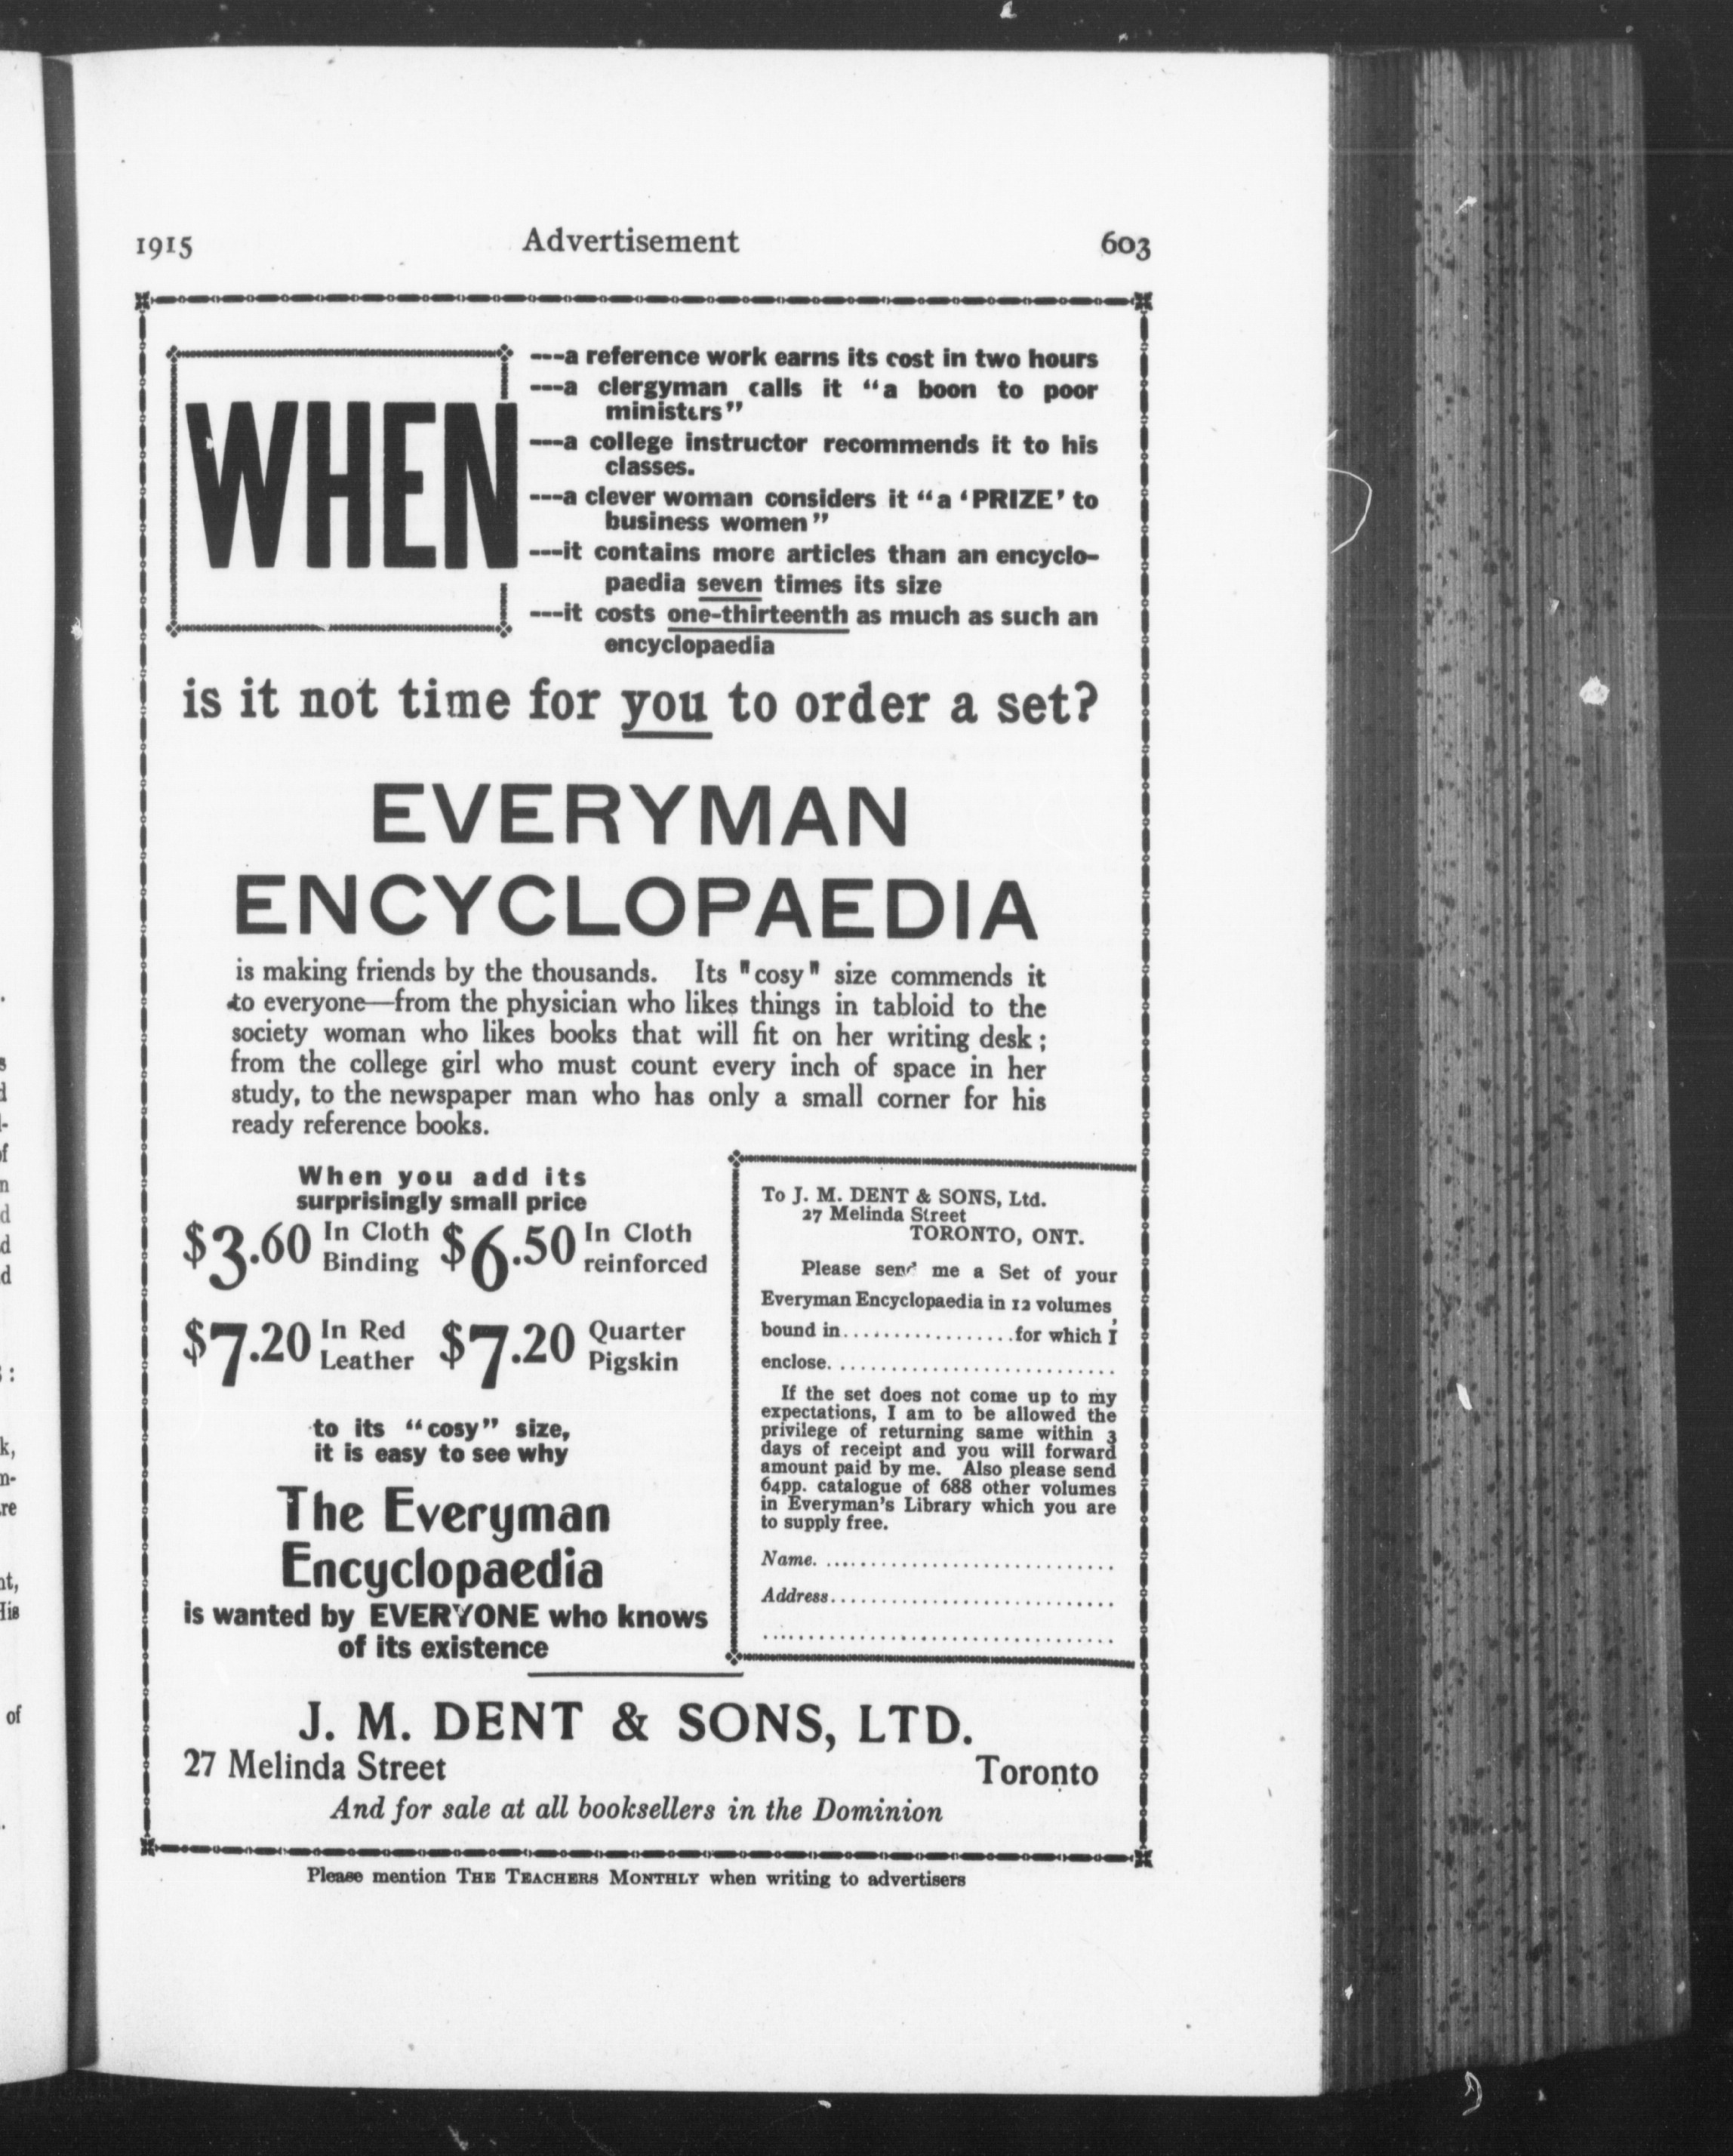 1915 Advertisement 603
WHEN
---a reference work earns its cost in two hours
---a clergyman calls it "a boon to poor
ministers"
---a college instructor recommends it to his
classes.
---a clever woman considers it "a 'PRIZE' to
business women"
---it contains more articles than an encyclo-
paedia seven times its size
---it costs one-thirteenth as much as such an
encyclopaedia
is it not time for you to order a set?
EVERYMAN
ENCYCLOPAEDIA
is making friends by the thousands. Its "cosy" size commends it
to everyone—from the physician who likes things in tabloid to the
society woman who likes books that will fit on her writing desk;
from the college girl who must count every inch of space in her
study, to the newspaper man who has only a small corner for his
ready reference books.
When you add its
surprisingly small price
$3.60 In Cloth Binding $6.50 In Cloth reinforced
$7.20 In Red Leather $7.20 Quarter Pigskin
to its "cosy" size,
it is easy to see why
The Everyman
Encyclopaedia
is wanted by EVERYONE who knows
of its existence
To J. M. DENT & SONS, Ltd.
27 Melinda Street
TORONTO, ONT.
Please send me a Set of your
Everyman Encyclopaedia in 12 volumes,
bound in.................for which I
enclose................................
If the set does not come up to my
expectations, I am to be allowed the
privilege of returning same within 3
days of receipt and you will forward
amount paid by me. Also please send
64pp. catalogue of 688 other volumes
in Everyman's Library which you are
to supply free.
Name.................................
Address...............................
.......................................
J. M. DENT & SONS, LTD.
27 Melinda Street Toronto
And for sale at all booksellers in the Dominion
Please mention THE TEACHERS MONTHLY when writing to advertisers